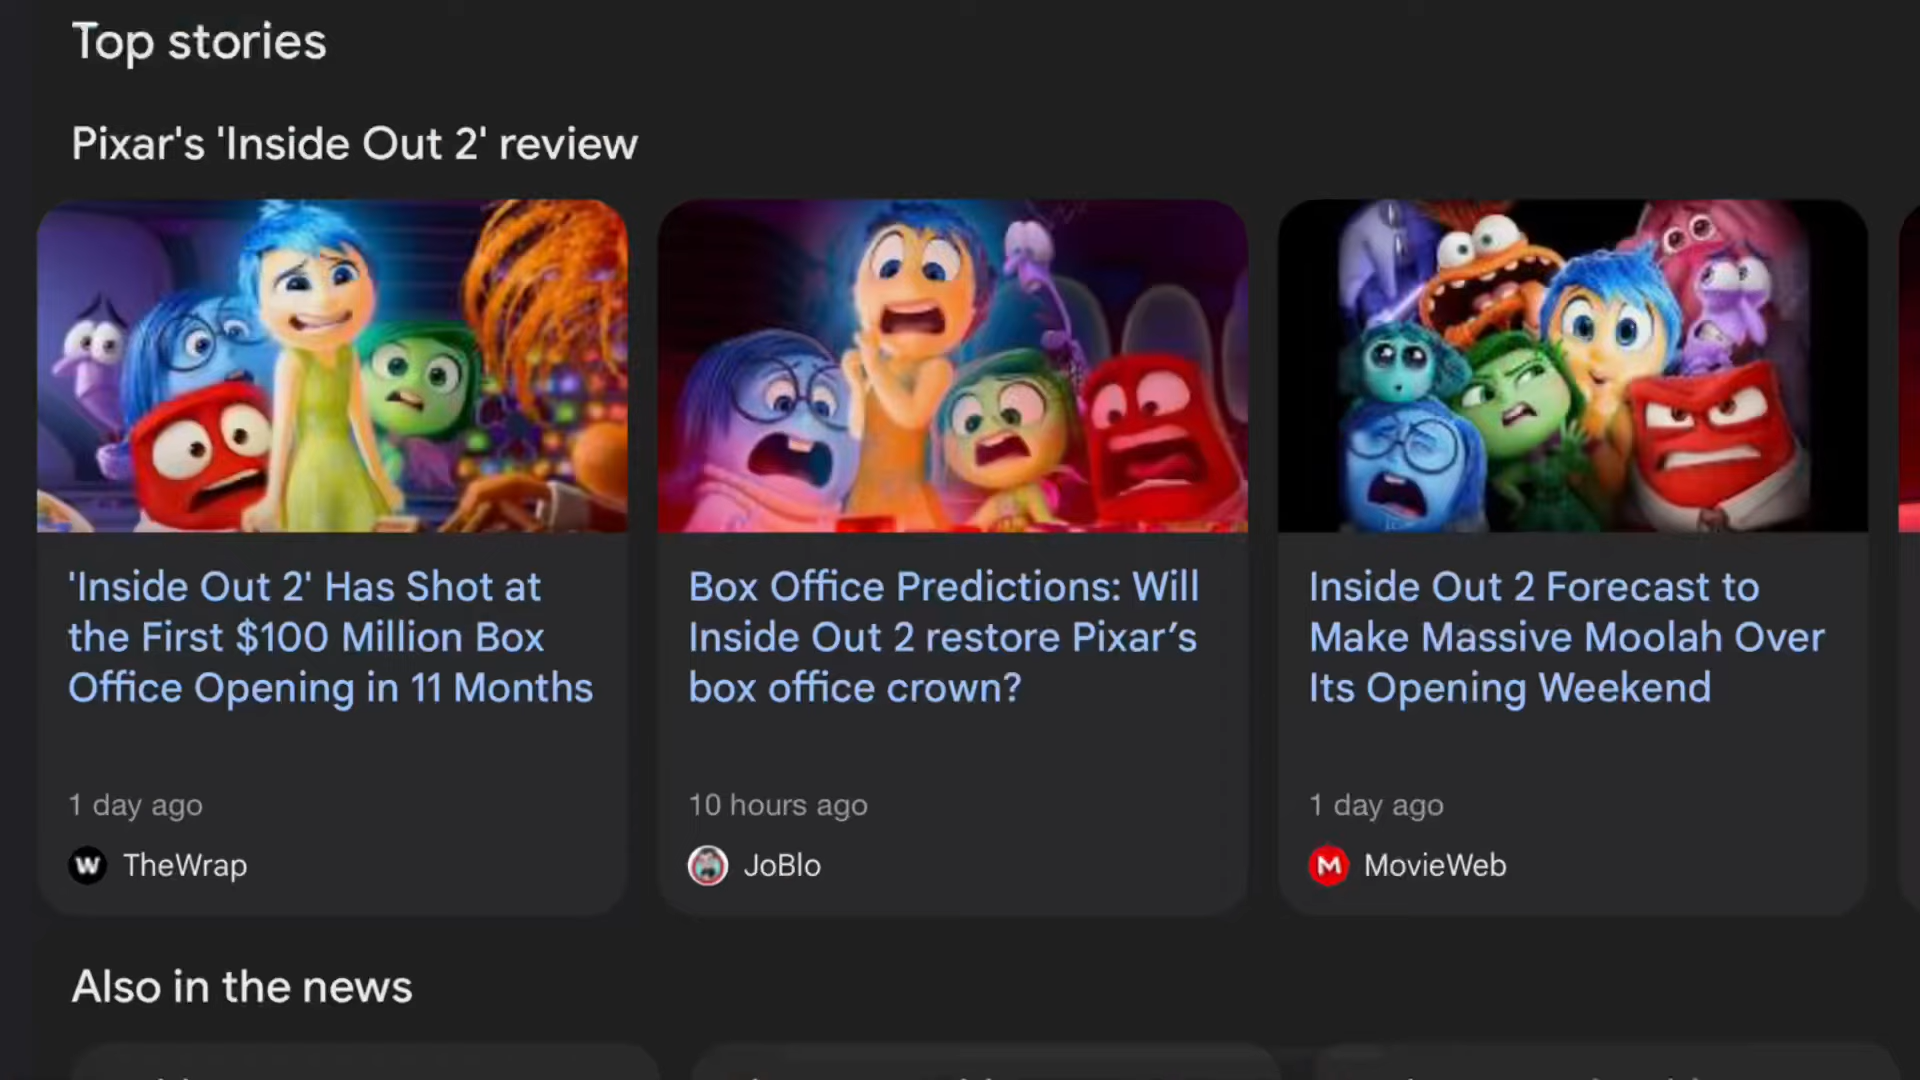 Top stories
Pixar's 'Inside Out 2' review
'Inside Out 2' Has Shot at
the First $100 Million Box
Office Opening in 11 Months
1 day ago
W TheWrap
Box Office Predictions: Will
Inside Out 2 restore Pixar’s
box office crown?
10 hours ago
JoBlo
Inside Out 2 Forecast to
Make Massive Moolah Over
Its Opening Weekend
1 day ago
M MovieWeb
Also in the news